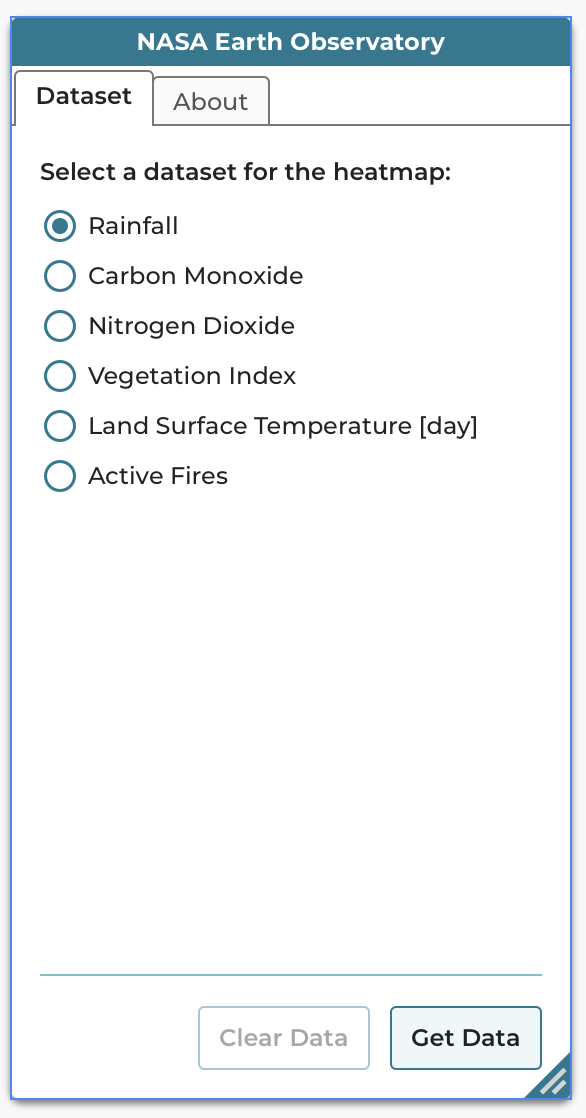 NASA Earth Observatory
Dataset
About
Select a dataset for the heatmap:
Rainfall
Carbon Monoxide
Nitrogen Dioxide
Vegetation Index
Land Surface Temperature [day]
Active Fires
Clear Data
Get Data